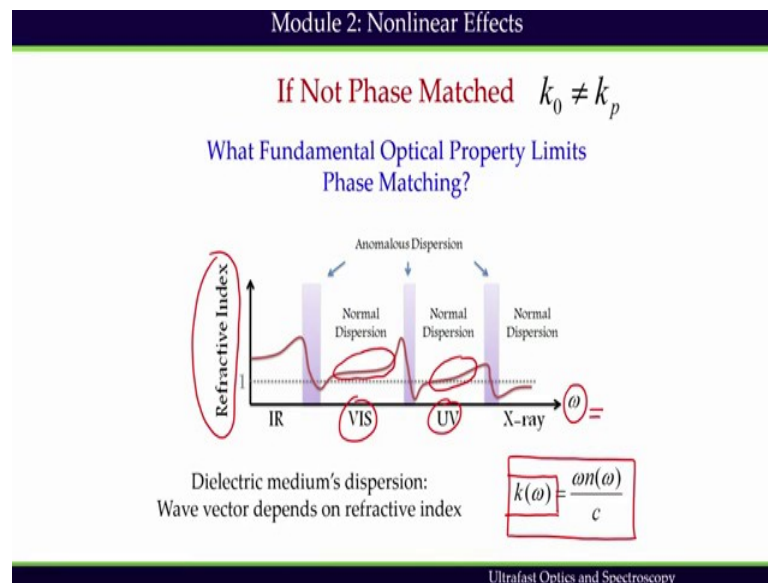 Module 2: Nonlinear Effects
If Not Phase Matched k₀ ≠ kₚ
What Fundamental Optical Property Limits
Phase Matching?
Anomalous Dispersion
Refractive Index
Normal
Dispersion
Normal
Dispersion
Normal
Dispersion
1
IR VIS UV X-ray ω =
Dielectric medium's dispersion:
Wave vector depends on refractive index
k(ω) = ωn(ω)/c
Ultrafast Optics and Spectroscopy